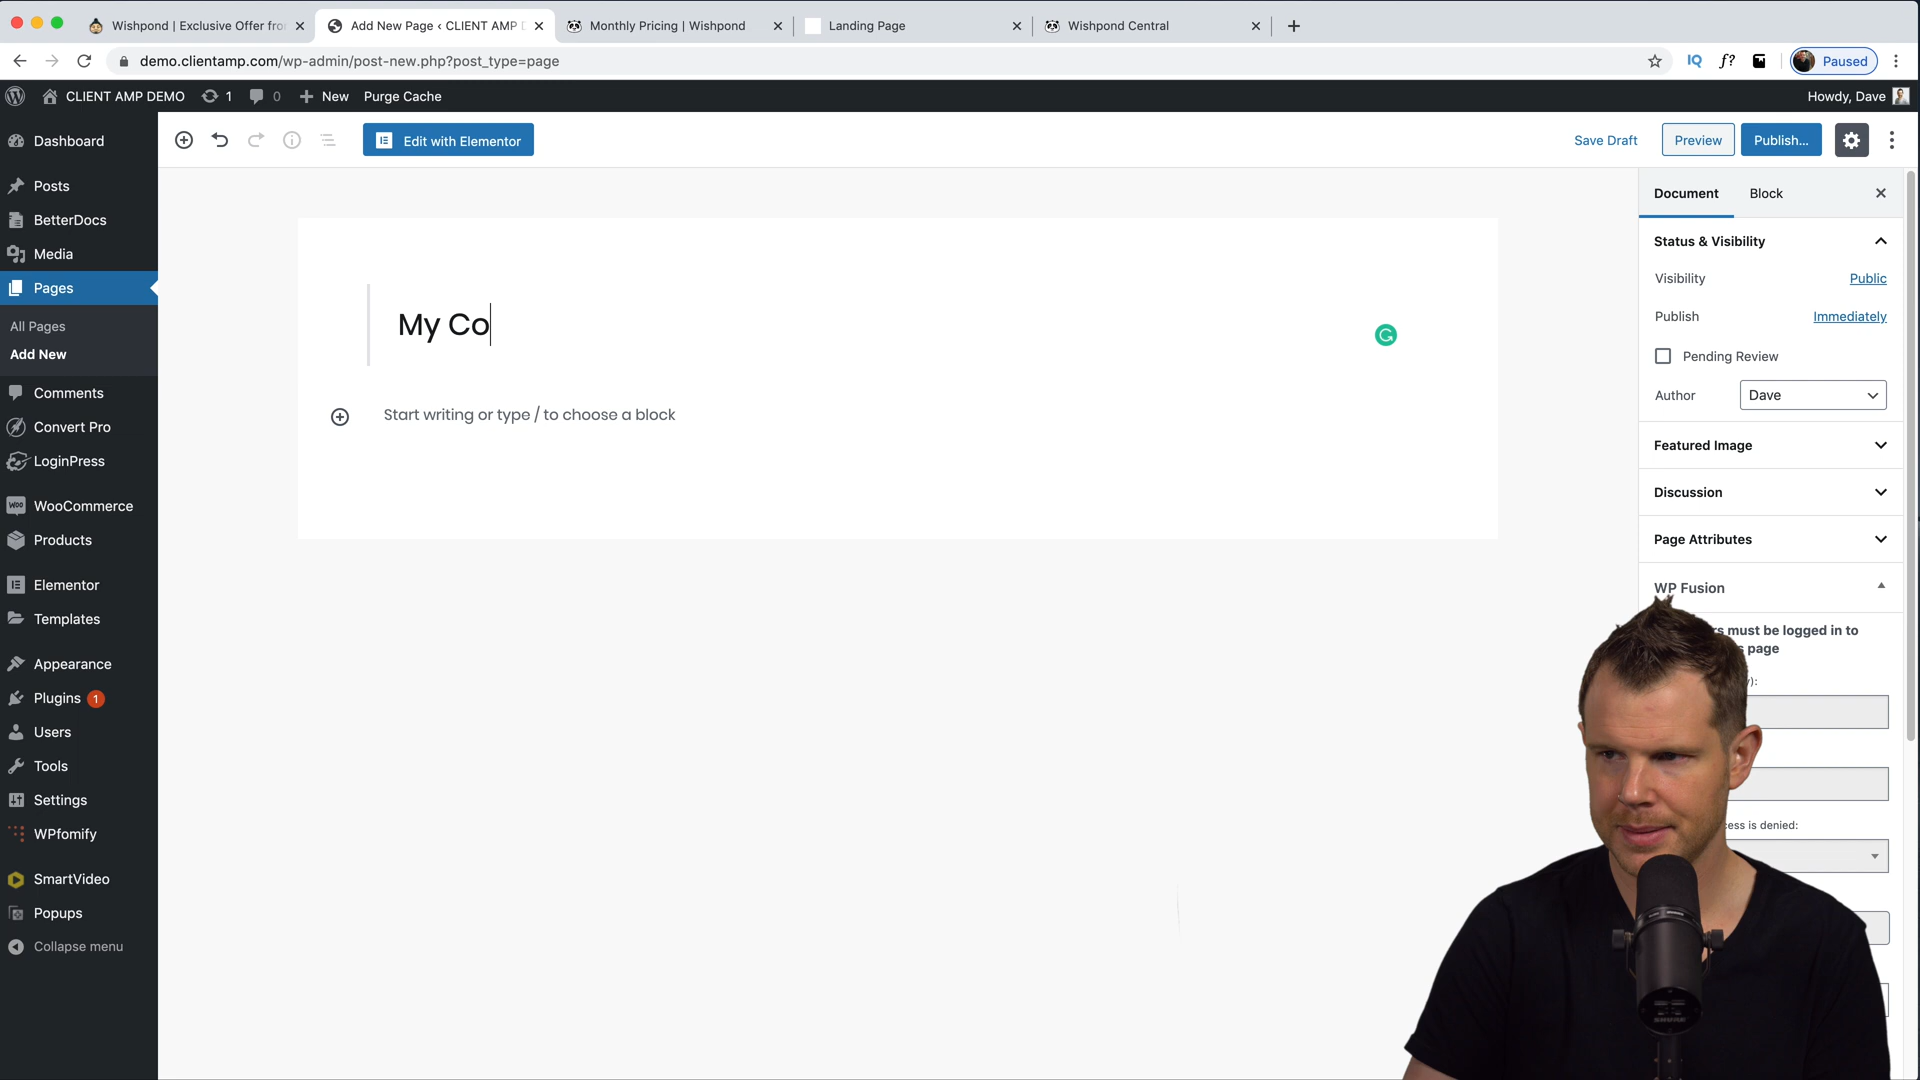 Wishpond | Exclusive Offer fro
Add New Page ‹ CLIENT AMP D
Monthly Pricing | Wishpond
Landing Page
Wishpond Central
demo.clientamp.com/wp-admin/post-new.php?post_type=page
IQ
f?
Paused
CLIENT AMP DEMO
1
0
New
Purge Cache
Howdy, Dave
Edit with Elementor
Save Draft
Preview
Publish...
Dashboard
Posts
BetterDocs
Media
Pages
All Pages
Add New
Comments
Convert Pro
LoginPress
WooCommerce
Products
Elementor
Templates
Appearance
Plugins 1
Users
Tools
Settings
WPfomify
SmartVideo
Popups
Collapse menu
My Co
Start writing or type / to choose a block
Document
Block
Status & Visibility
Visibility
Public
Publish
Immediately
Pending Review
Author
Dave
Featured Image
Discussion
Page Attributes
WP Fusion
must be logged in to
page
cess is denied: